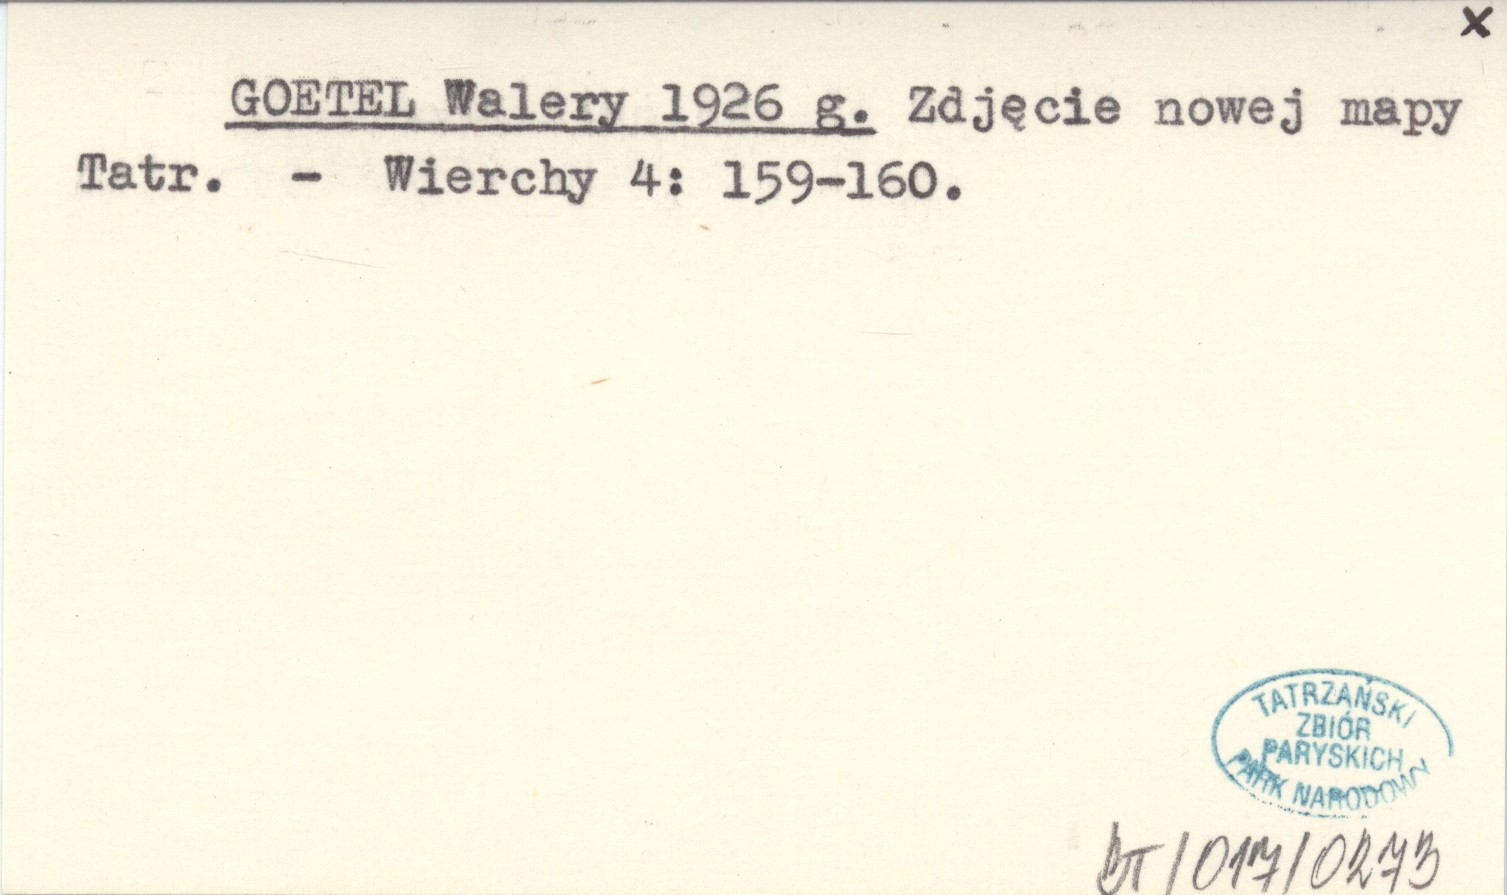 x
GOETEL Walery 1926 g. Zdjęcie nowej mapy
Tatr. - Wierchy 4: 159-160.
TATRZAŃSKI
ZBIÓR
PARYSKICH
PARK NARODOWY
BT/017/0273